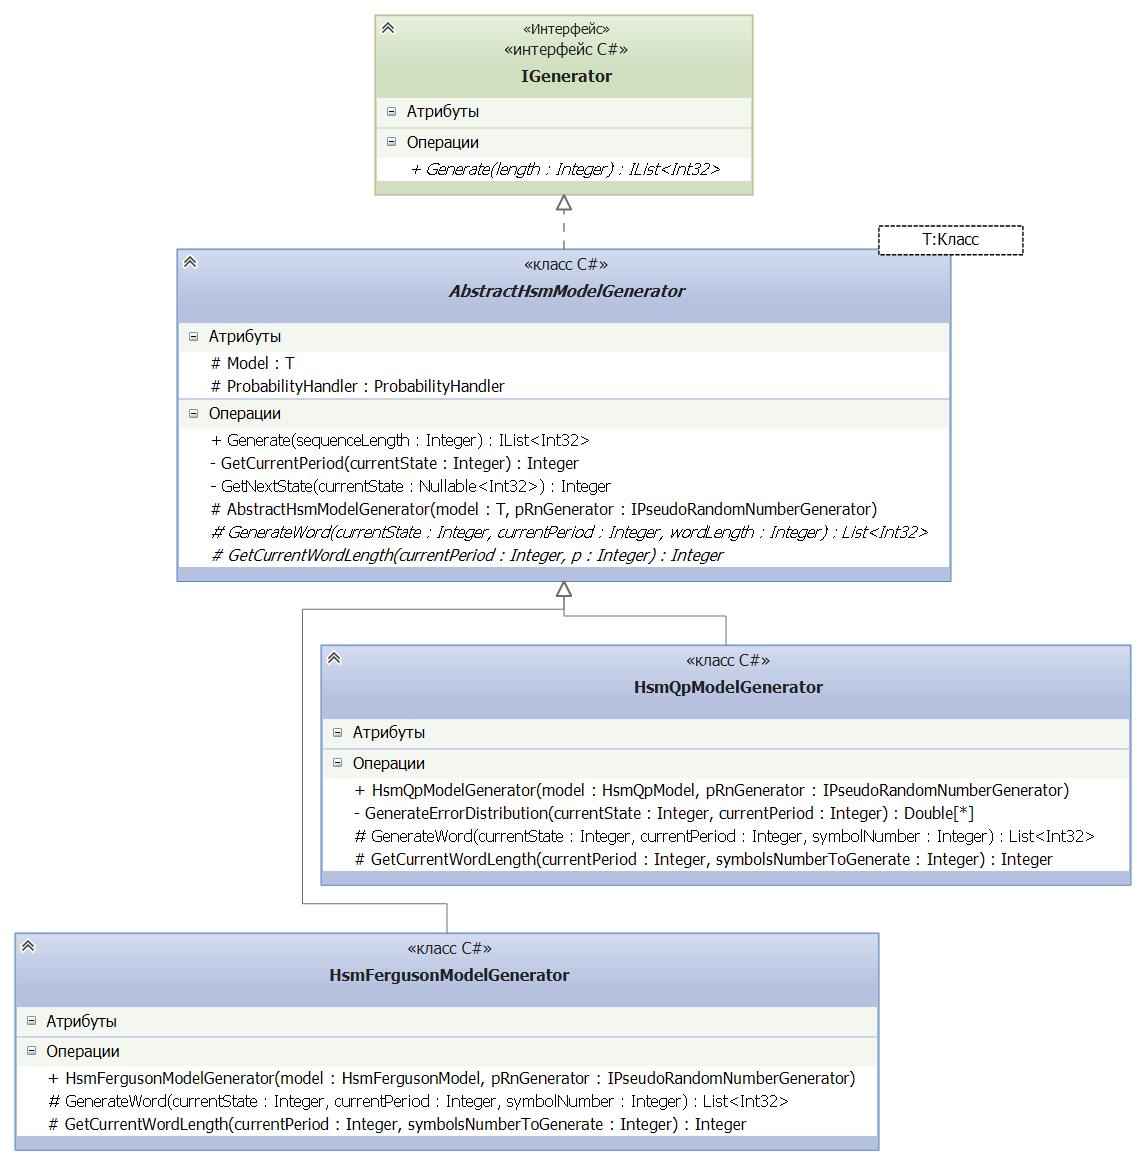 «Интерфейс»
«интерфейс C#»
IGenerator
Атрибуты
Операции
+ Generate(length : Integer) : IList<Int32>
T:Класс
«класс C#»
AbstractHsmModelGenerator
Атрибуты
# Model : T
# ProbabilityHandler : ProbabilityHandler
Операции
+ Generate(sequenceLength : Integer) : IList<Int32>
- GetCurrentPeriod(currentState : Integer) : Integer
- GetNextState(currentState : Nullable<Int32>) : Integer
# AbstractHsmModelGenerator(model : T, pRnGenerator : IPseudoRandomNumberGenerator)
# GenerateWord(currentState : Integer, currentPeriod : Integer, wordLength : Integer) : List<Int32>
# GetCurrentWordLength(currentPeriod : Integer, p : Integer) : Integer
«класс C#»
HsmQpModelGenerator
Атрибуты
Операции
+ HsmQpModelGenerator(model : HsmQpModel, pRnGenerator : IPseudoRandomNumberGenerator)
- GenerateErrorDistribution(currentState : Integer, currentPeriod : Integer) : Double[*]
# GenerateWord(currentState : Integer, currentPeriod : Integer, symbolNumber : Integer) : List<Int32>
# GetCurrentWordLength(currentPeriod : Integer, symbolsNumberToGenerate : Integer) : Integer
«класс C#»
HsmFergusonModelGenerator
Атрибуты
Операции
+ HsmFergusonModelGenerator(model : HsmFergusonModel, pRnGenerator : IPseudoRandomNumberGenerator)
# GenerateWord(currentState : Integer, currentPeriod : Integer, symbolNumber : Integer) : List<Int32>
# GetCurrentWordLength(currentPeriod : Integer, symbolsNumberToGenerate : Integer) : Integer